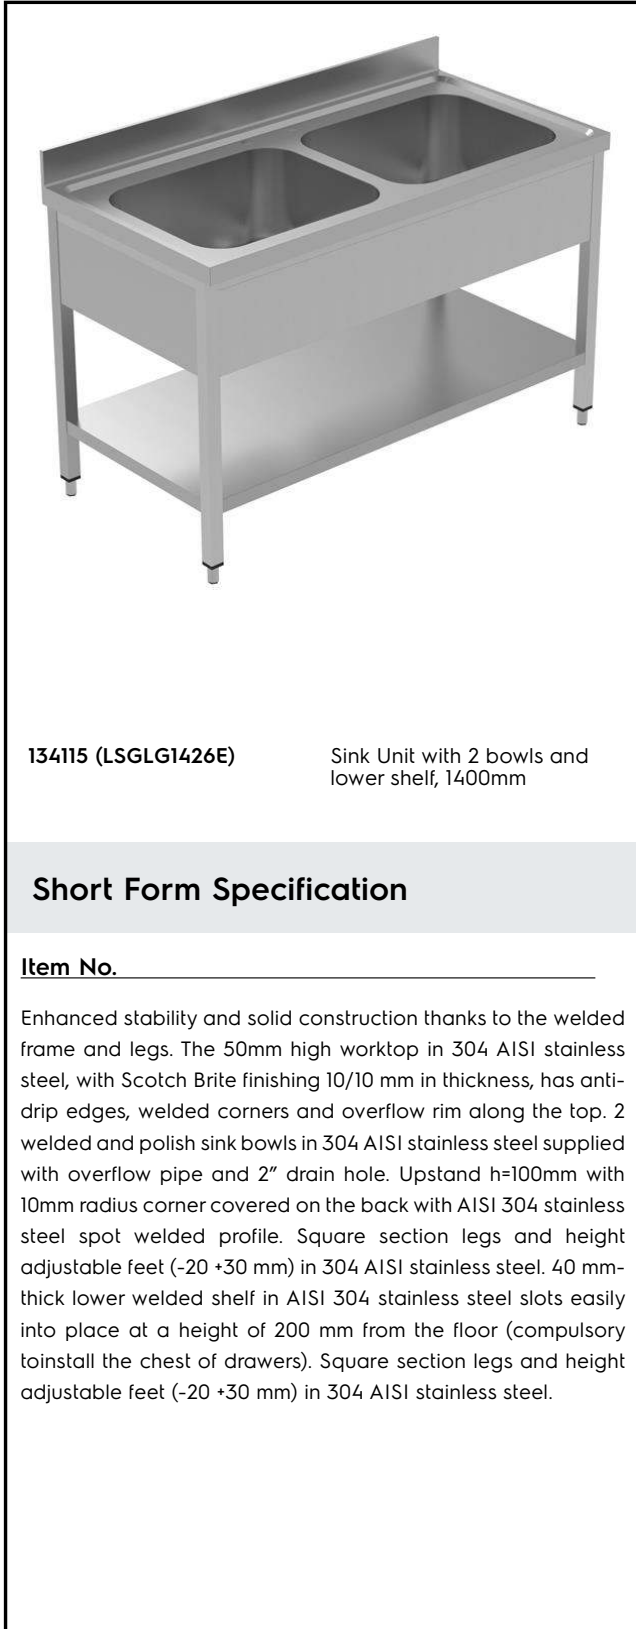 134115 (LSGLG1426E)
Sink Unit with 2 bowls and
lower shelf, 1400mm
Short Form Specification
Item No.
Enhanced stability and solid construction thanks to the welded
frame and legs. The 50mm high worktop in 304 AISI stainless
steel, with Scotch Brite finishing 10/10 mm in thickness, has anti-
drip edges, welded corners and overflow rim along the top. 2
welded and polish sink bowls in 304 AISI stainless steel supplied
with overflow pipe and 2″ drain hole. Upstand h=100mm with
10mm radius corner covered on the back with AISI 304 stainless
steel spot welded profile. Square section legs and height
adjustable feet (-20 +30 mm) in 304 AISI stainless steel. 40 mm-
thick lower welded shelf in AISI 304 stainless steel slots easily
into place at a height of 200 mm from the floor (compulsory
toinstall the chest of drawers). Square section legs and height
adjustable feet (-20 +30 mm) in 304 AISI stainless steel.